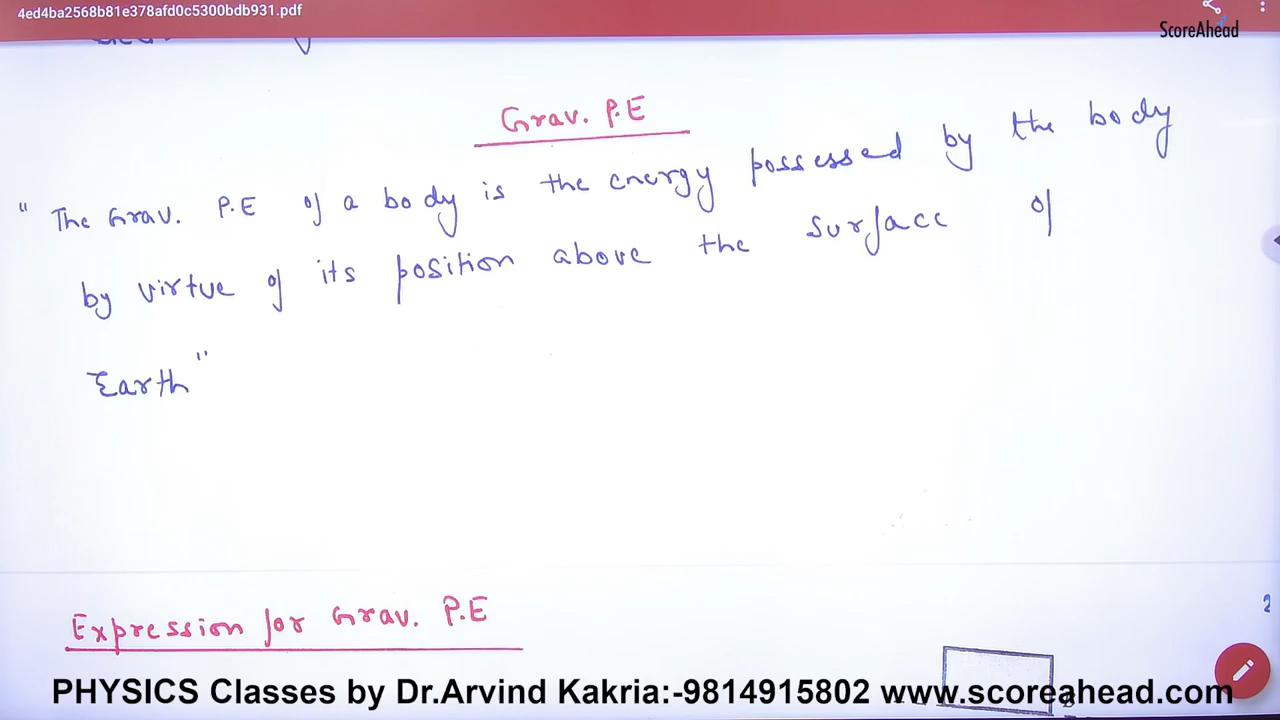 4ed4ba2568b81e378afd0c5300bdb931.pdf
ScoreAhead
Grav. P.E
" The Grav. P.E of a body is the energy possessed by the body
by virtue of its position above the surface of
Earth"
Expression for Grav. P.E
2
PHYSICS Classes by Dr.Arvind Kakria:-9814915802 www.scoreahead.com